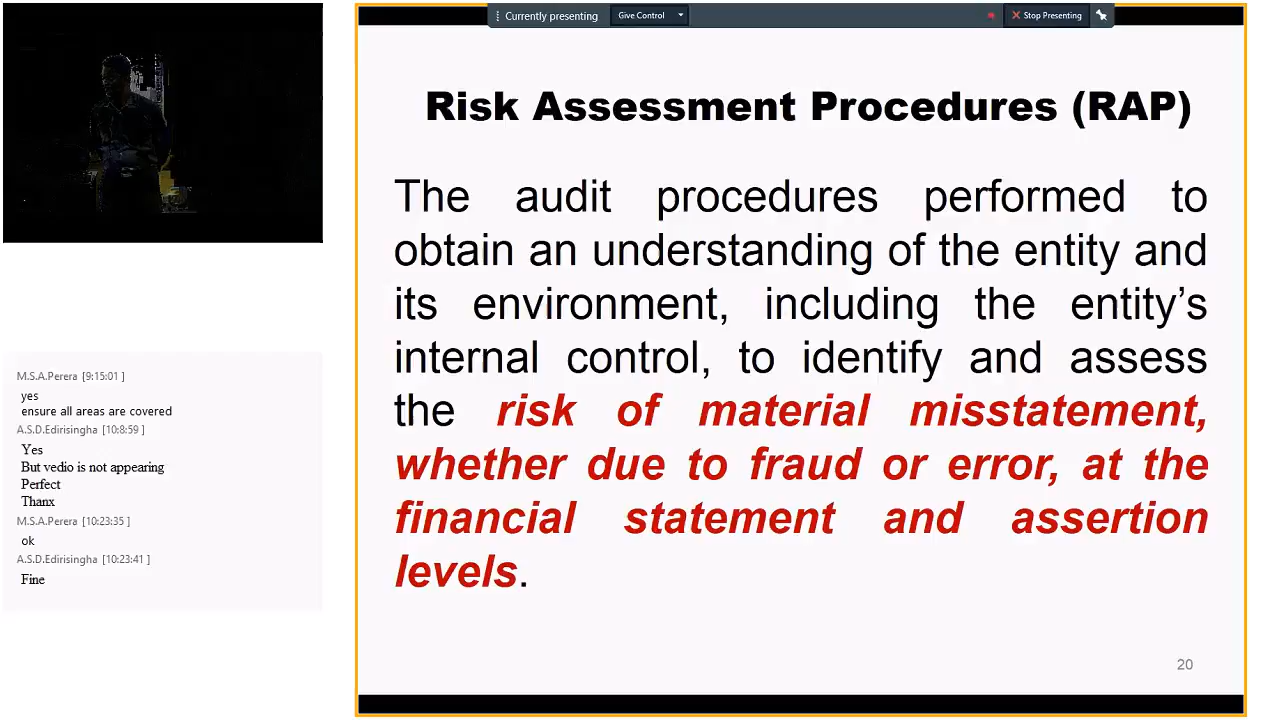 Currently presenting
Give Control
Stop Presenting
Risk Assessment Procedures (RAP)
The audit procedures performed to
obtain an understanding of the entity and
its environment, including the entity’s
internal control, to identify and assess
the risk of material misstatement,
whether due to fraud or error, at the
financial statement and assertion
levels.
20
M.S.A.Perera [9:15:01 ]
yes
ensure all areas are covered
A.S.D.Edirisingha [10:8:59 ]
Yes
But vedio is not appearing
Perfect
Thanx
M.S.A.Perera [10:23:35 ]
ok
A.S.D.Edirisingha [10:23:41 ]
Fine